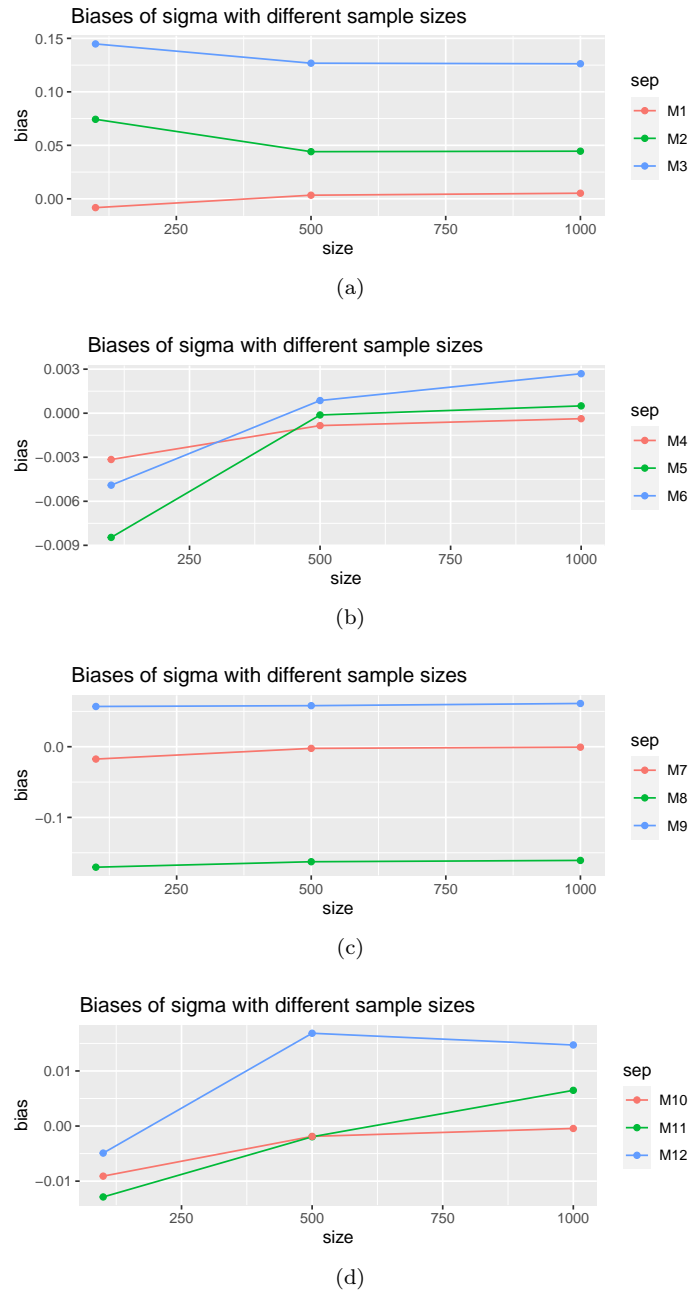 Biases of sigma with different sample sizes
0.15
0.10
0.05
0.00
bias
250
500
750
1000
size
sep
M1
M2
M3
(a)
Biases of sigma with different sample sizes
0.003
0.000
−0.003
−0.006
−0.009
bias
250
500
750
1000
size
sep
M4
M5
M6
(b)
Biases of sigma with different sample sizes
0.0
−0.1
bias
250
500
750
1000
size
sep
M7
M8
M9
(c)
Biases of sigma with different sample sizes
0.01
0.00
−0.01
bias
250
500
750
1000
size
sep
M10
M11
M12
(d)